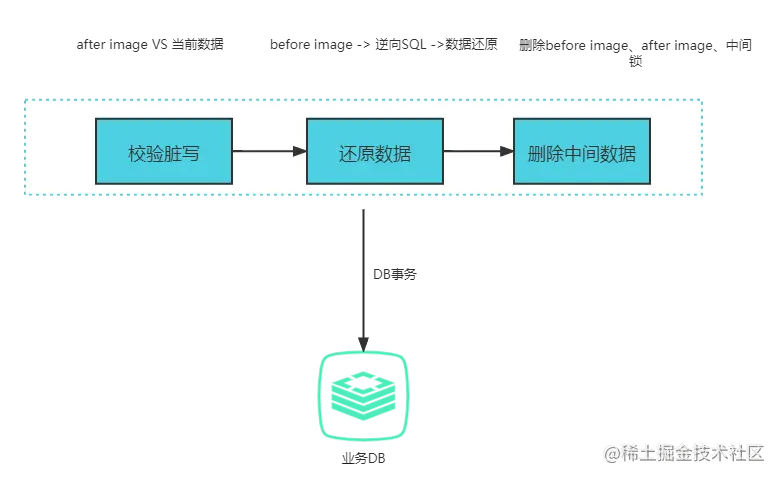 after image VS 当前数据
before image -> 逆向SQL ->数据还原
删除before image、after image、中间
锁
校验脏写
还原数据
删除中间数据
DB事务
业务DB
@稀土掘金技术社区